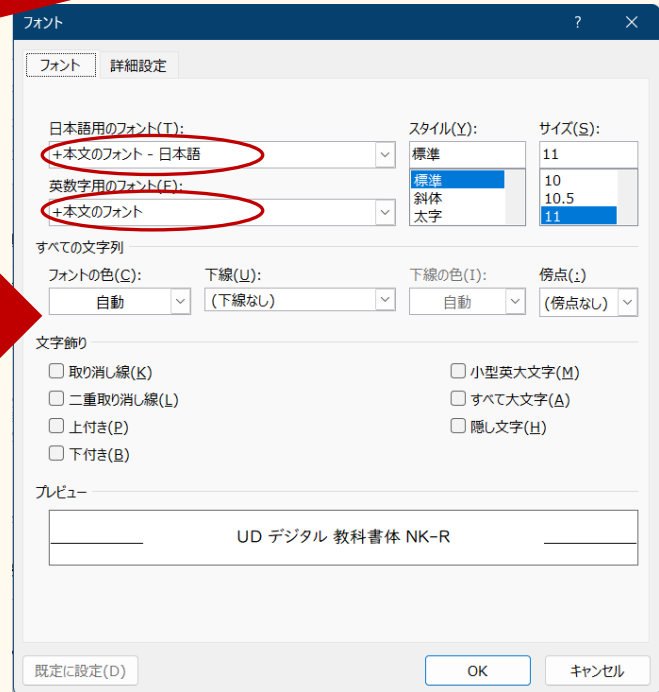 フォント
フォント 詳細設定
日本語用のフォント(T): スタイル(Y): サイズ(S):
+本文のフォント - 日本語 標準 11
英数字用のフォント(F): 標準 10
斜体 10.5
+本文のフォント 太字 11
すべての文字列
フォントの色(C): 下線(U): 下線の色(I): 傍点(:)
自動 (下線なし) 自動 (傍点なし)
文字飾り
取り消し線(K) 小型英大文字(M)
二重取り消し線(L) すべて大文字(A)
上付き(P) 隠し文字(H)
下付き(B)
プレビュー
UD デジタル 教科書体 NK-R
既定に設定(D) OK キャンセル